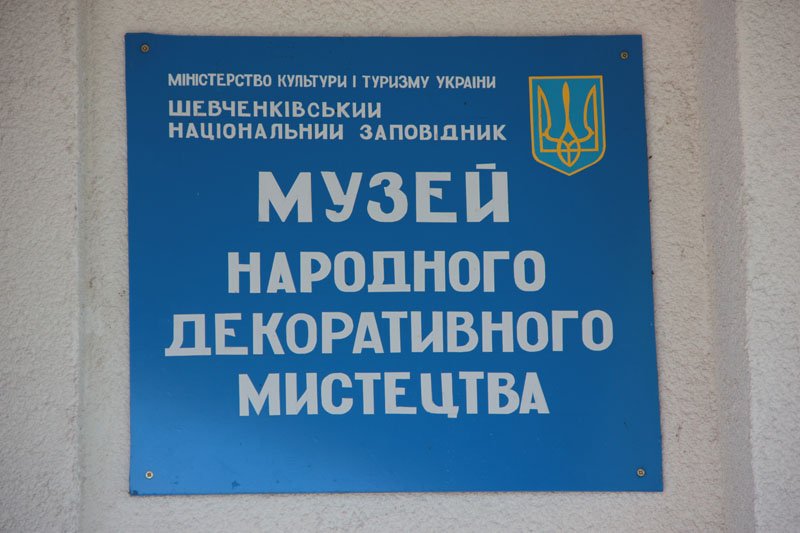 МІНІСТЕРСТВО КУЛЬТУРИ І ТУРИЗМУ УКРАЇНИ
ШЕВЧЕНКІВСЬКИЙ
НАЦІОНАЛЬНИЙ ЗАПОВІДНИК
МУЗЕЙ
НАРОДНОГО
ДЕКОРАТИВНОГО
МИСТЕЦТВА